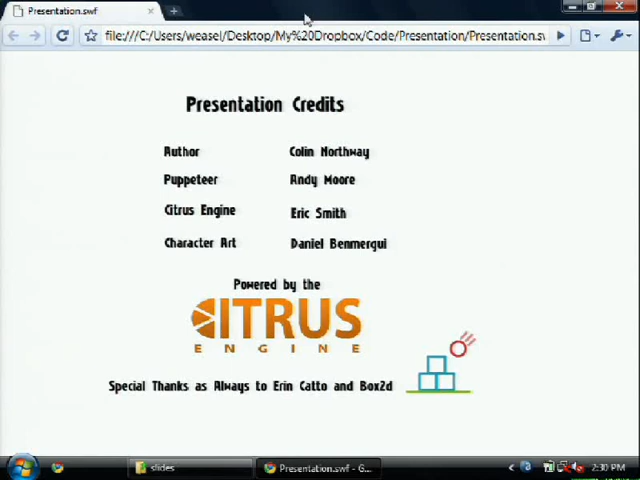 Presentation.swf
file:///C:/Users/weasel/Desktop/My%20Dropbox/Code/Presentation/Presentation.sw
Presentation Credits
Author Colin Northway
Puppeteer Andy Moore
Citrus Engine Eric Smith
Character Art Daniel Benmergui
Powered by the
CITRUS
ENGINE
Special Thanks as Always to Erin Catto and Box2d
slides
Presentation.swf - G...
2:30 PM